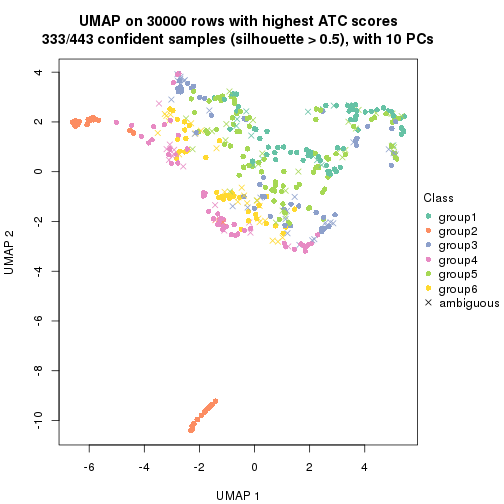 UMAP on 30000 rows with highest ATC scores
333/443 confident samples (silhouette > 0.5), with 10 PCs
4
2
0
-2
-4
-6
-8
-10
UMAP 2
-6 -4 -2 0 2 4
UMAP 1
Class
group1
group2
group3
group4
group5
group6
ambiguous